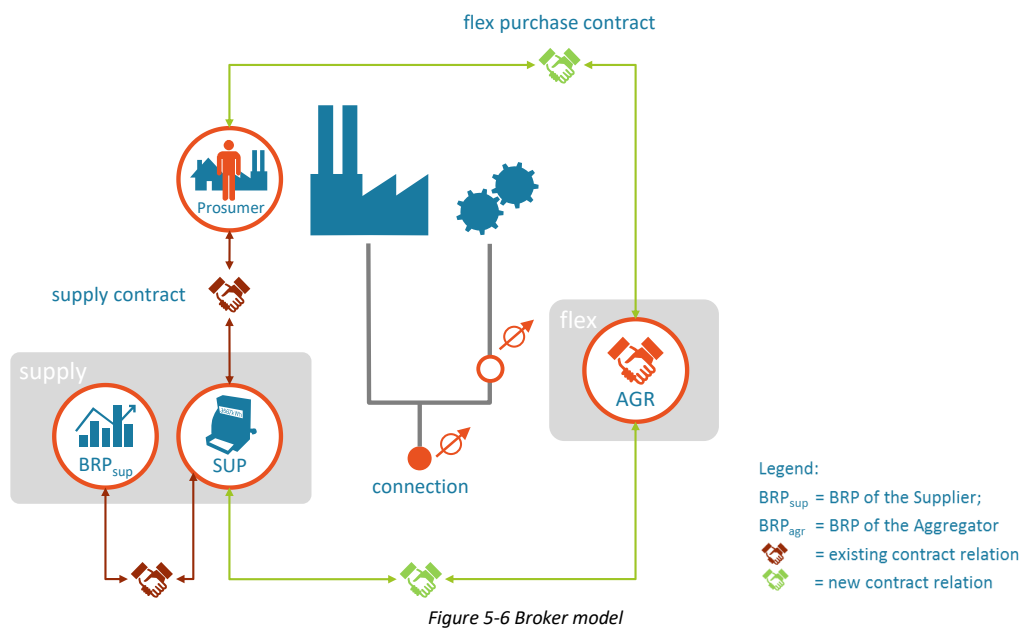 flex purchase contract
Prosumer
supply contract
flex
supply
AGR
BRPsup
SUP
connection
Legend:
BRPsup = BRP of the Supplier;
BRPagr = BRP of the Aggregator
= existing contract relation
= new contract relation
Figure 5-6 Broker model